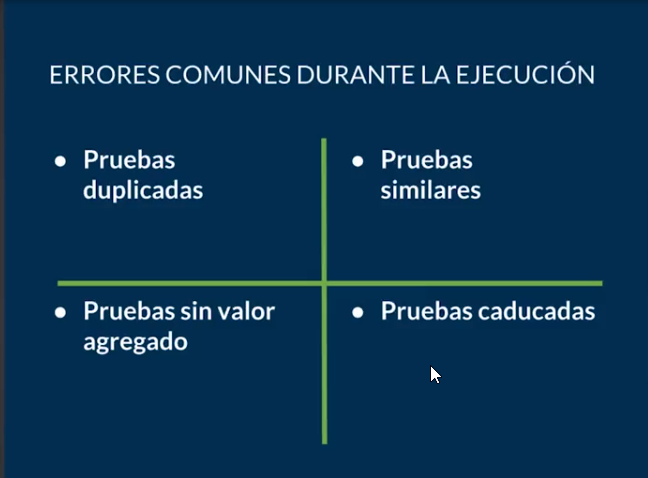 ERRORES COMUNES DURANTE LA EJECUCIÓN
● Pruebas
duplicadas
● Pruebas
similares
● Pruebas sin valor
agregado
● Pruebas caducadas